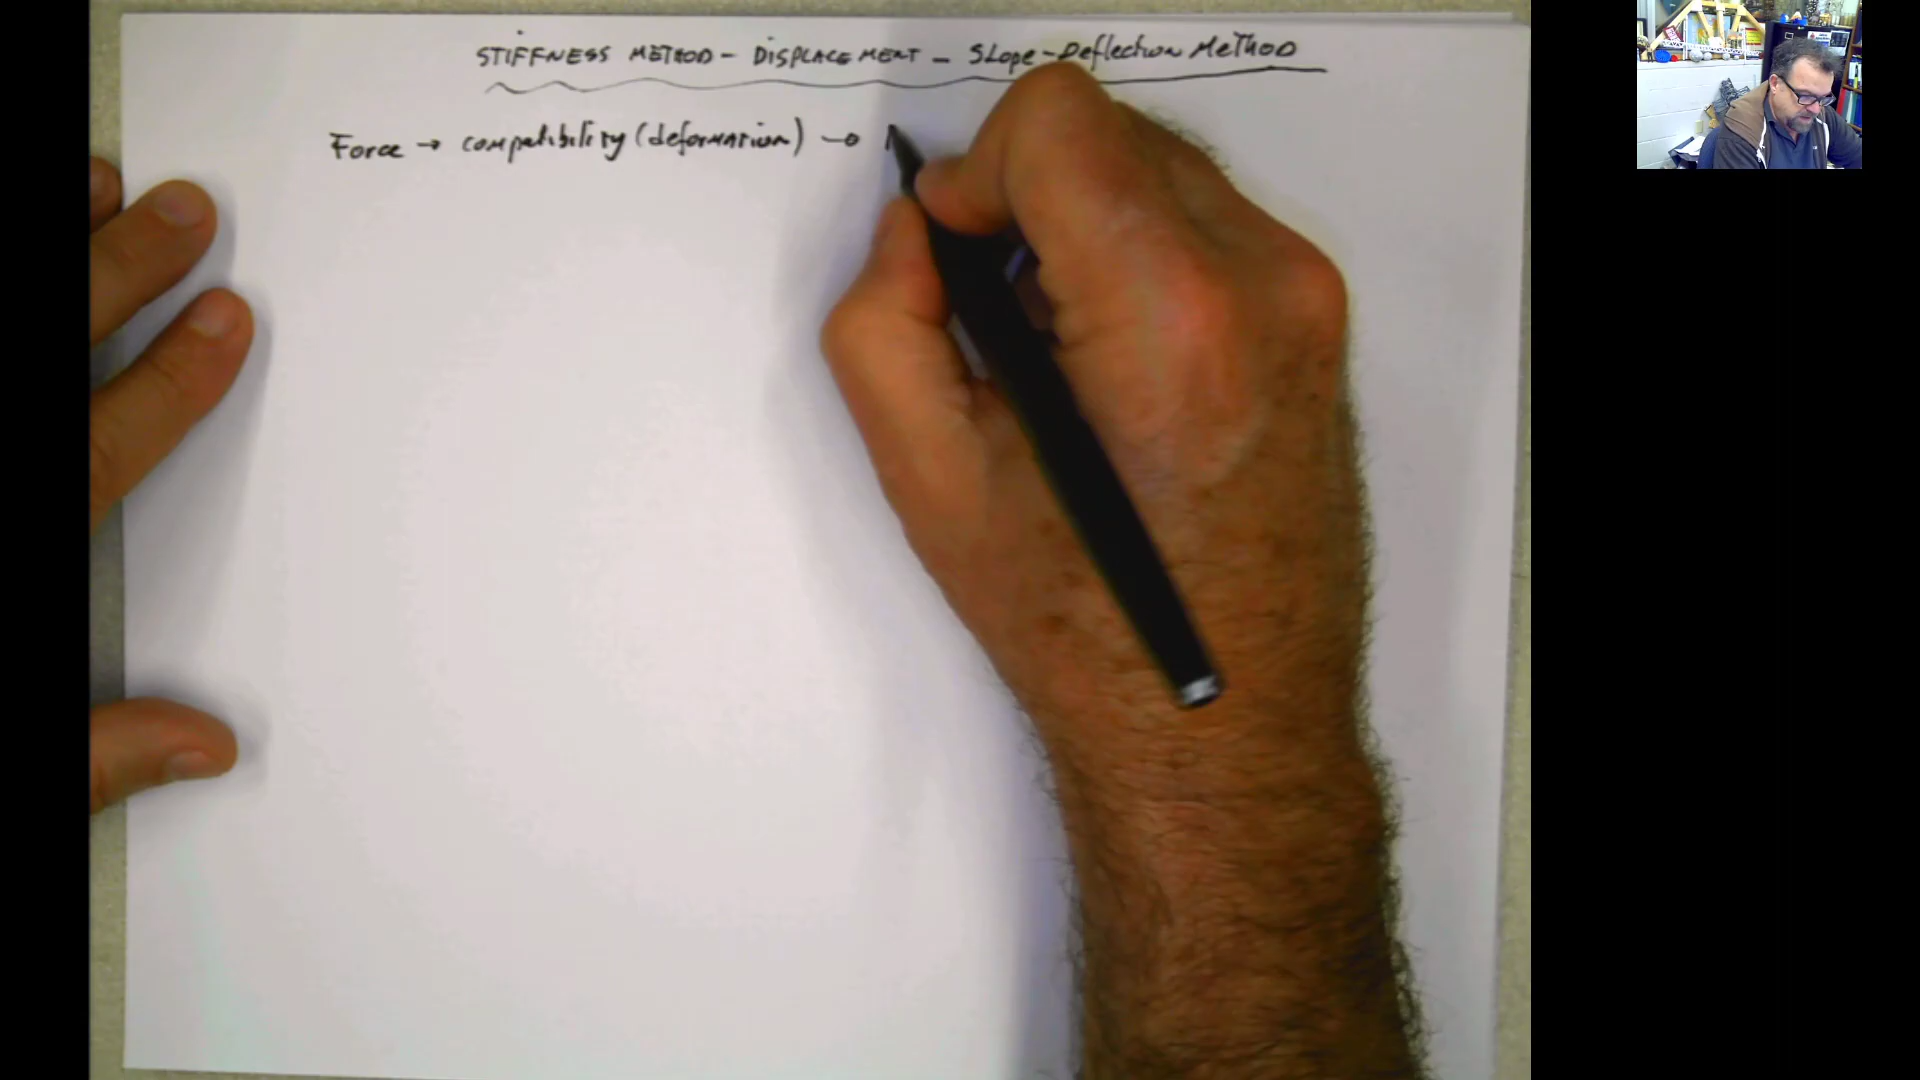 STIFFNESS METHOD - DISPLACEMENT - SLope-Deflection Method
Force → compatibility (deformation) →